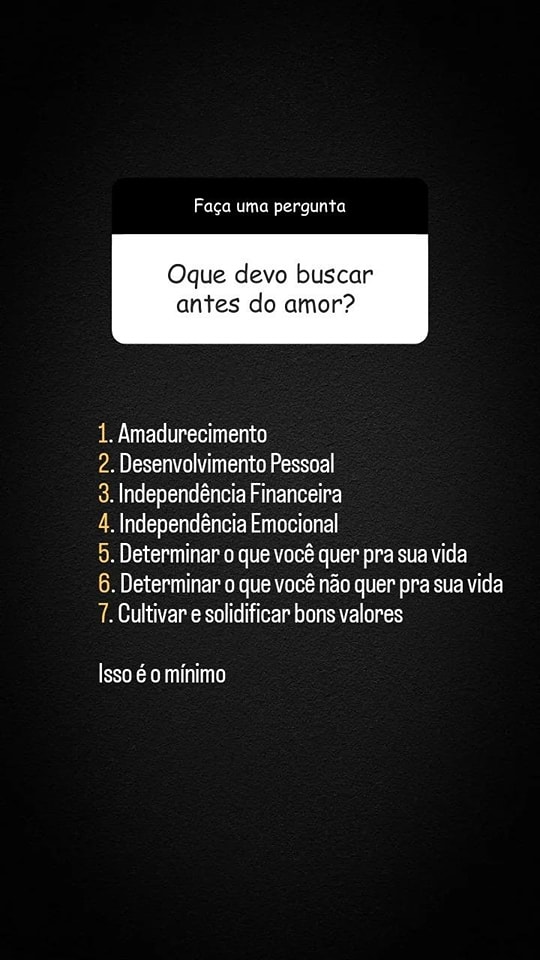 Faça uma pergunta
Oque devo buscar
antes do amor?
1. Amadurecimento
2. Desenvolvimento Pessoal
3. Independência Financeira
4. Independência Emocional
5. Determinar o que você quer pra sua vida
6. Determinar o que você não quer pra sua vida
7. Cultivar e solidificar bons valores
Isso é o mínimo